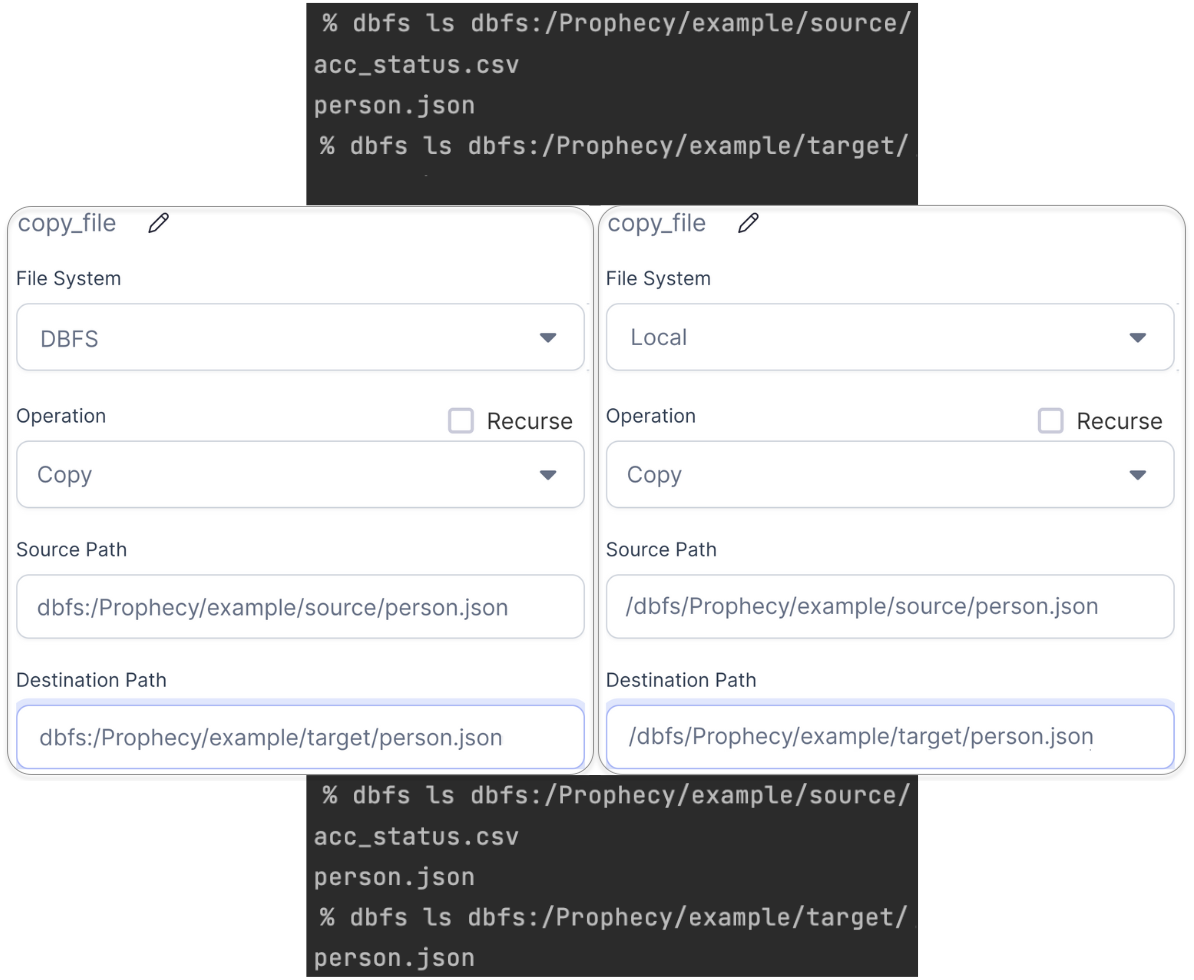 % dbfs ls dbfs:/Prophecy/example/source/
acc_status.csv
person.json
% dbfs ls dbfs:/Prophecy/example/target/
copy_file
File System
DBFS
Operation
Recurse
Copy
Source Path
dbfs:/Prophecy/example/source/person.json
Destination Path
dbfs:/Prophecy/example/target/person.json
copy_file
File System
Local
Operation
Recurse
Copy
Source Path
/dbfs/Prophecy/example/source/person.json
Destination Path
/dbfs/Prophecy/example/target/person.json
% dbfs ls dbfs:/Prophecy/example/source/
acc_status.csv
person.json
% dbfs ls dbfs:/Prophecy/example/target/
person.json